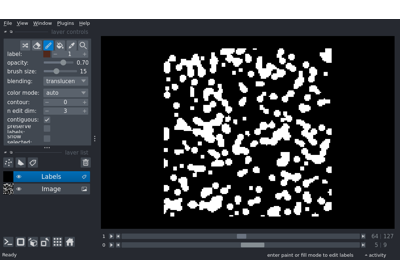 File View Window Plugins Help
layer controls
label: 1
opacity: 0.70
brush size: 15
blending: translucen
color mode: auto
contour: 0
n edit dim: 3
contiguous:
preserve
labels:
show
selected:
layer list
Labels
Image
1 64 127
0 5 9
Ready enter paint or fill mode to edit labels activity